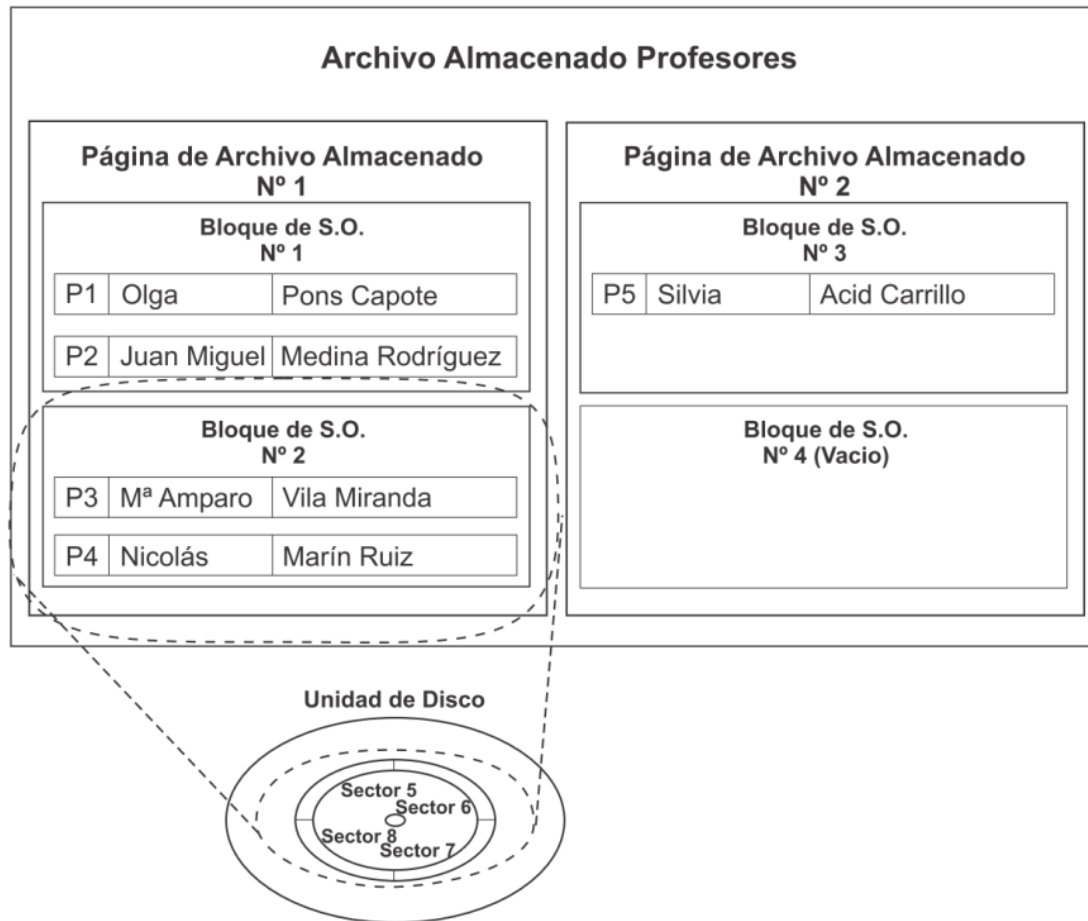 Archivo Almacenado Profesores
Página de Archivo Almacenado
Nº 1
Bloque de S.O.
Nº 1
P1 Olga Pons Capote
P2 Juan Miguel Medina Rodríguez
Bloque de S.O.
Nº 2
P3 Mª Amparo Vila Miranda
P4 Nicolás Marín Ruiz
Página de Archivo Almacenado
Nº 2
Bloque de S.O.
Nº 3
P5 Silvia Acid Carrillo
Bloque de S.O.
Nº 4 (Vacio)
Unidad de Disco
Sector 5
Sector 6
Sector 8
Sector 7